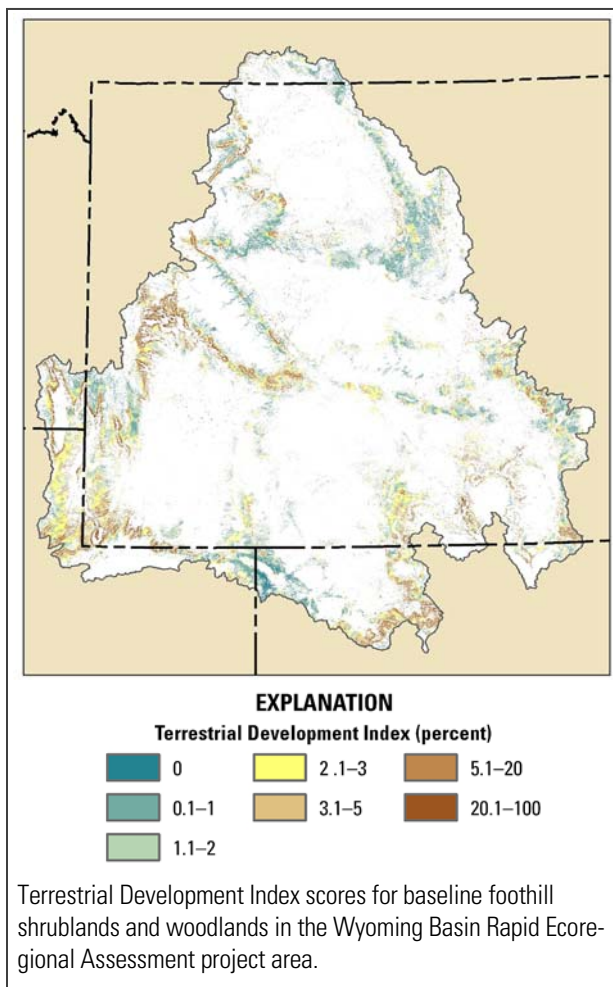 EXPLANATION
Terrestrial Development Index (percent)
0 2 .1–3 5.1–20
0.1–1 3.1–5 20.1–100
1.1–2
Terrestrial Development Index scores for baseline foothill
shrublands and woodlands in the Wyoming Basin Rapid Ecore-
gional Assessment project area.